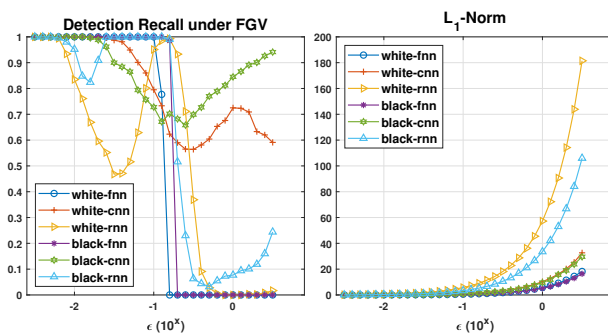 Detection Recall under FGV
1
0.9
0.8
0.7
0.6
0.5
0.4
0.3
0.2
0.1
0
white-fnn
white-cnn
white-rnn
black-fnn
black-cnn
black-rnn
-2 -1 0
ϵ (10^x)
L_1-Norm
200
180
160
140
120
100
80
60
40
20
0
white-fnn
white-cnn
white-rnn
black-fnn
black-cnn
black-rnn
-2 -1 0
ϵ (10^x)